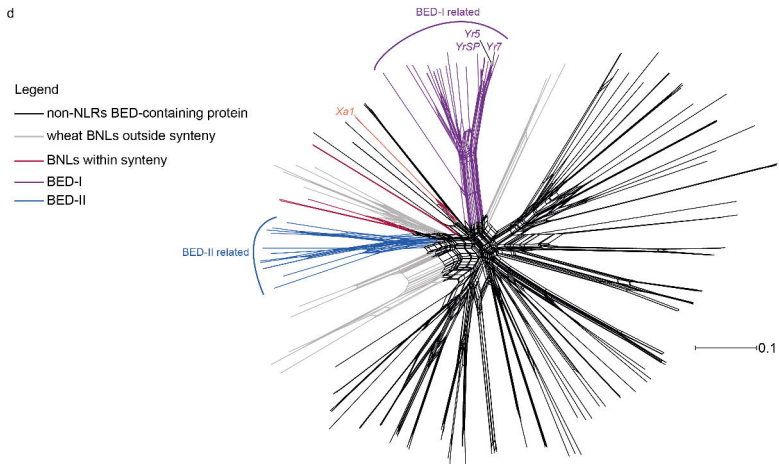 d
BED-I related
Yr5
YrSP Yr7
Legend
non-NLRs BED-containing protein
wheat BNLs outside synteny
BNLs within synteny
BED-I
BED-II
Xa1
BED-II related
0.1